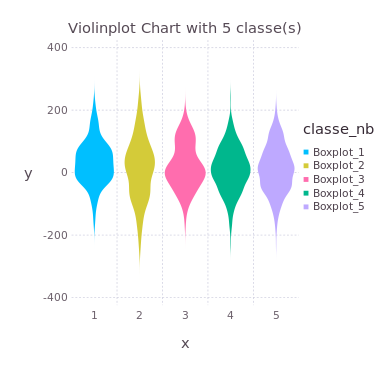 Violinplot Chart with 5 classe(s)
400
200
0
-200
-400
y
1 2 3 4 5
x
classe_nb
Boxplot_1
Boxplot_2
Boxplot_3
Boxplot_4
Boxplot_5